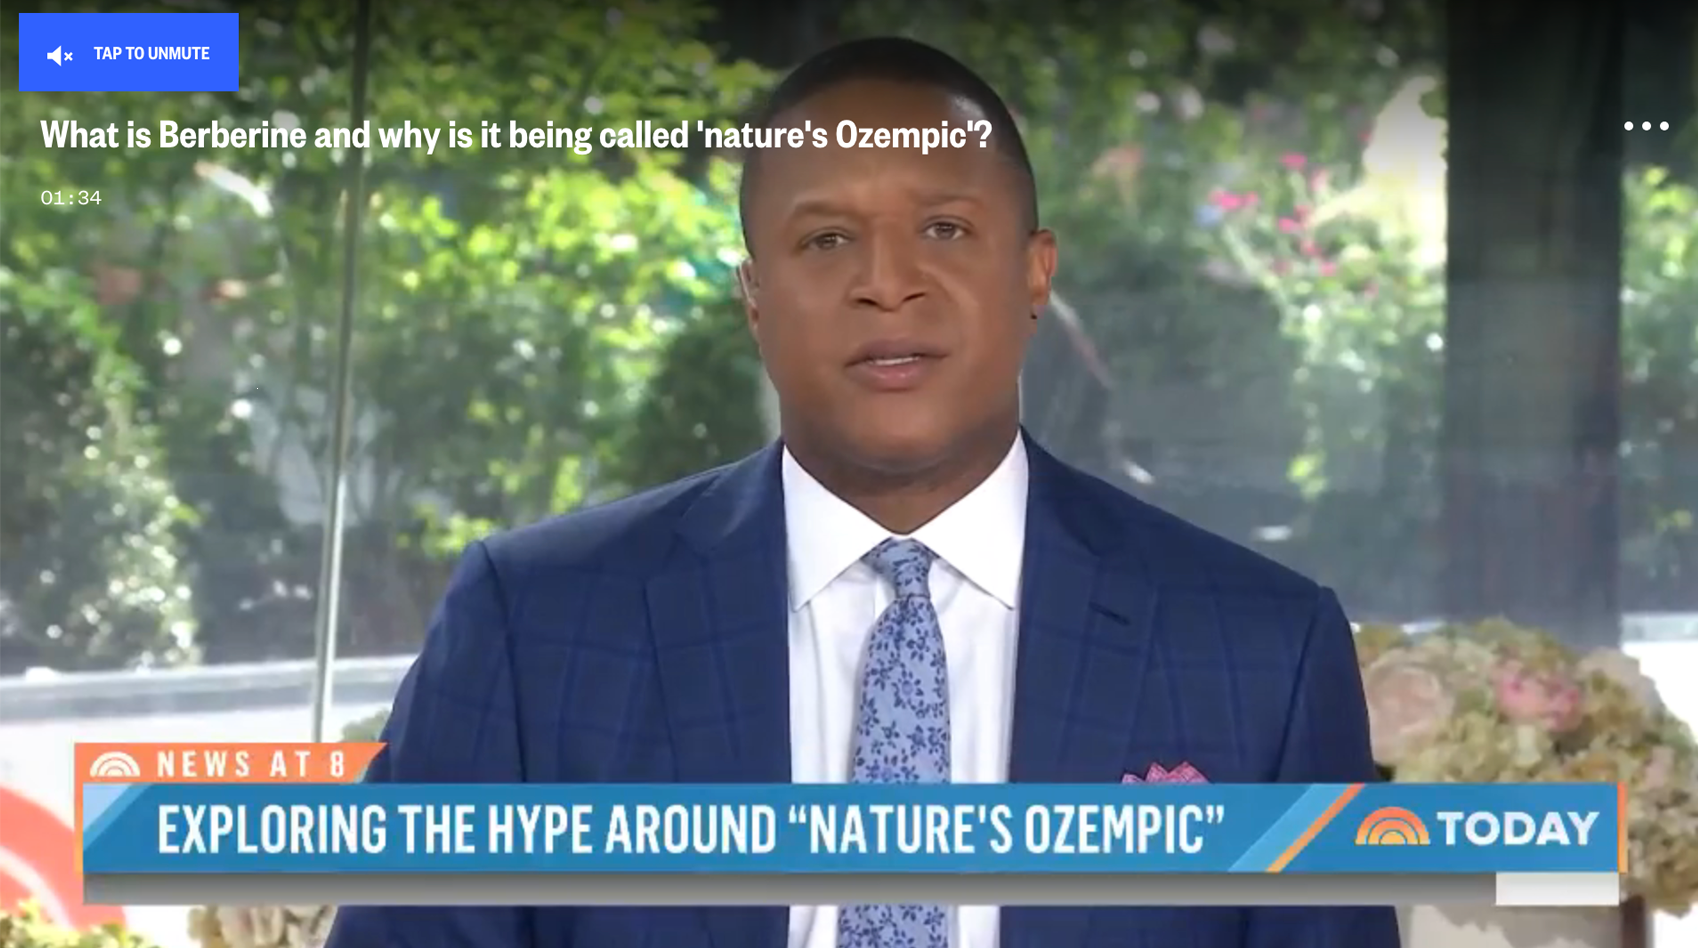 TAP TO UNMUTE
What is Berberine and why is it being called 'nature's Ozempic'?
01:34
NEWS AT 8
EXPLORING THE HYPE AROUND “NATURE'S OZEMPIC”
TODAY